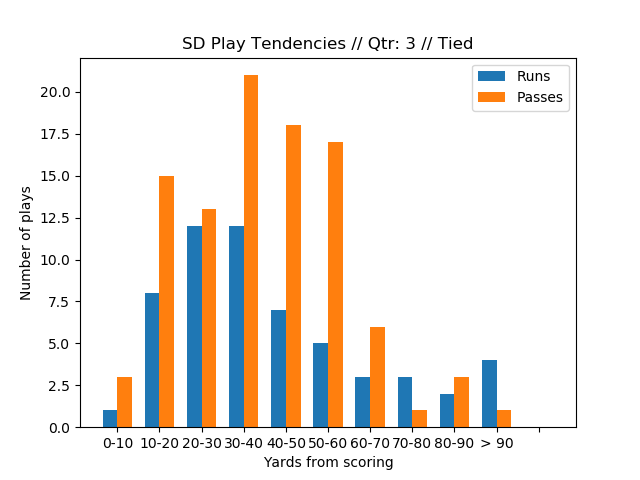 SD Play Tendencies // Qtr: 3 // Tied
Runs
Passes
Number of plays
20.0
17.5
15.0
12.5
10.0
7.5
5.0
2.5
0.0
0-10 10-20 20-30 30-40 40-50 50-60 60-70 70-80 80-90 > 90
Yards from scoring